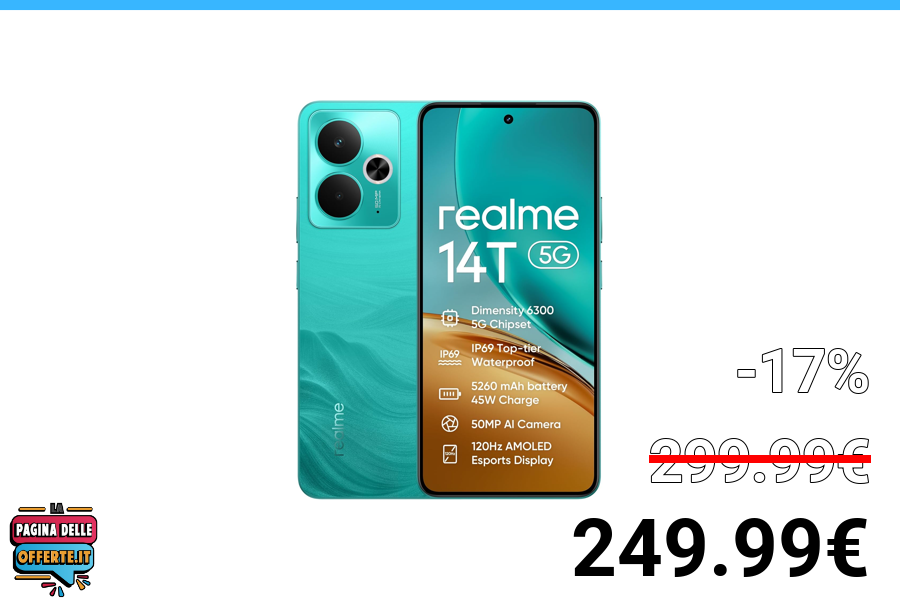 realme
14T 5G
Dimensity 6300
5G Chipset
IP69
IP69 Top-tier
Waterproof
5260 mAh battery
45W Charge
50MP AI Camera
120Hz AMOLED
Esports Display
realme
-17%
299.99€
249.99€
LA
PAGINA DELLE
OFFERTE.IT